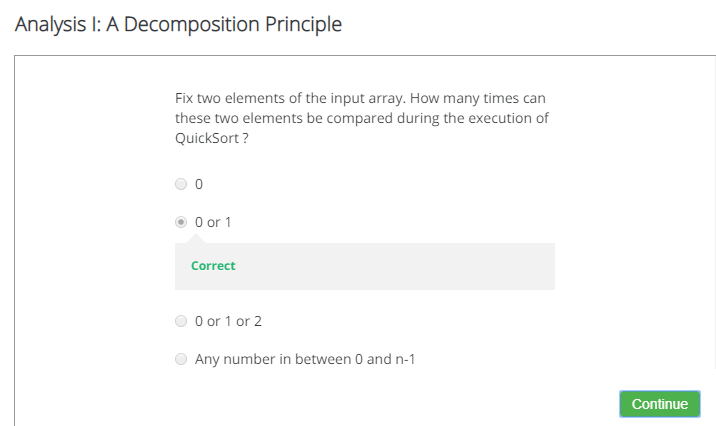 Analysis I: A Decomposition Principle
Fix two elements of the input array. How many times can
these two elements be compared during the execution of
QuickSort ?
0
0 or 1
Correct
0 or 1 or 2
Any number in between 0 and n-1
Continue